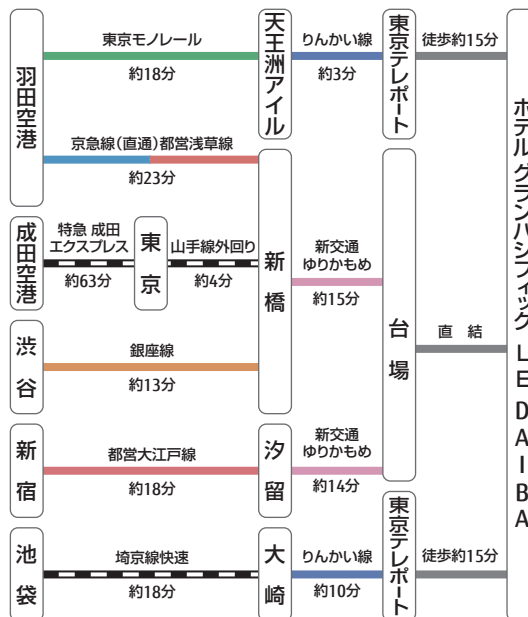 羽田空港
東京モノレール
約18分
天王洲アイル
りんかい線
約3分
東京テレポート
徒歩約15分
京急線(直通)都営浅草線
約23分
成田空港
特急 成田
エクスプレス
約63分
東京
山手線外回り
約4分
新橋
新交通
ゆりかもめ
約15分
台場
直 結
渋谷
銀座線
約13分
新宿
都営大江戸線
約18分
汐留
新交通
ゆりかもめ
約14分
池袋
埼京線快速
約18分
大崎
りんかい線
約10分
東京テレポート
徒歩約15分
ホテル グランパシフィック LE DAIBA